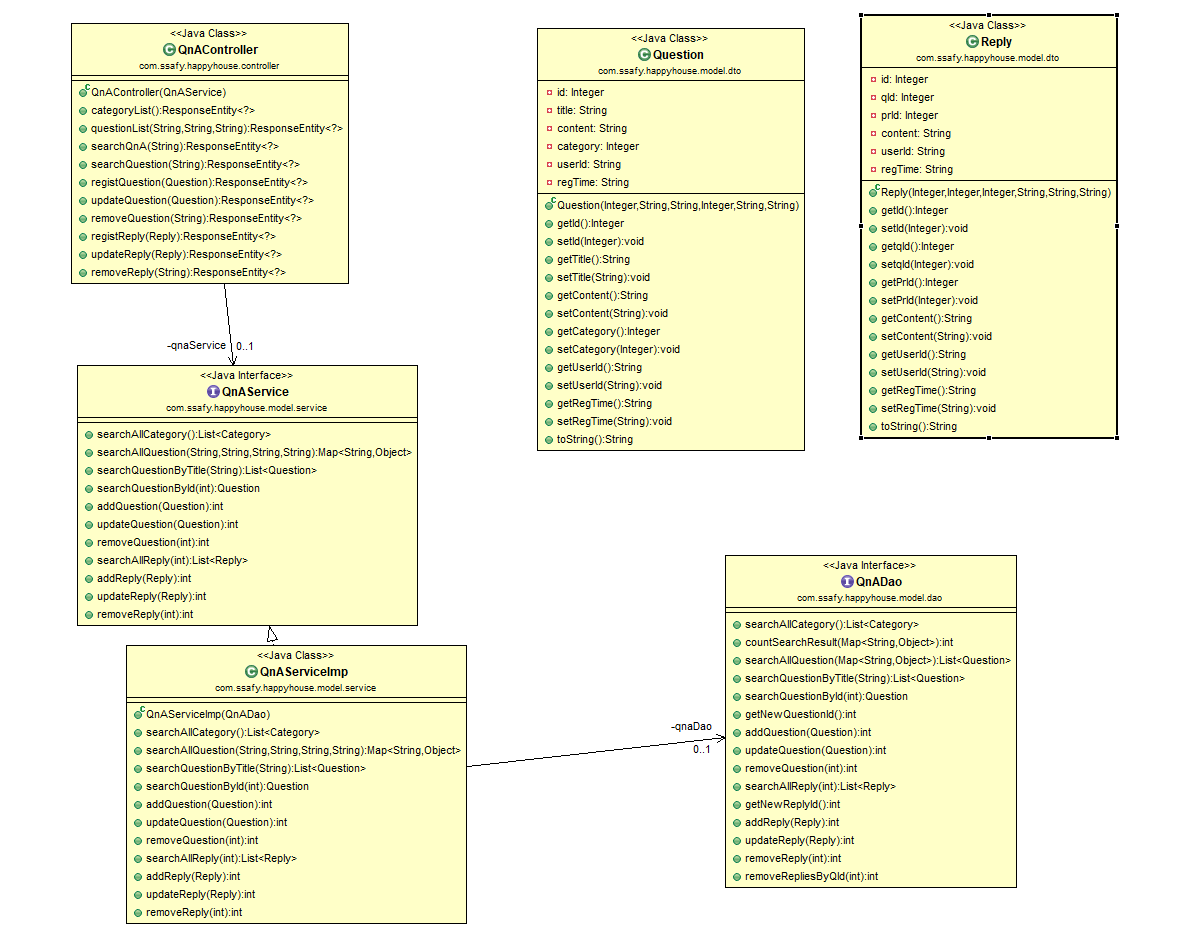 <<Java Class>>
QnAController
com.ssafy.happyhouse.controller
QnAController(QnAService)
categoryList():ResponseEntity<?>
questionList(String,String,String):ResponseEntity<?>
searchQnA(String):ResponseEntity<?>
searchQuestion(String):ResponseEntity<?>
registQuestion(Question):ResponseEntity<?>
updateQuestion(Question):ResponseEntity<?>
removeQuestion(String):ResponseEntity<?>
registReply(Reply):ResponseEntity<?>
updateReply(Reply):ResponseEntity<?>
removeReply(String):ResponseEntity<?>
-qnaService
0..1
<<Java Interface>>
QnAService
com.ssafy.happyhouse.model.service
searchAllCategory():List<Category>
searchAllQuestion(String,String,String,String):Map<String,Object>
searchQuestionByTitle(String):List<Question>
searchQuestionById(int):Question
addQuestion(Question):int
updateQuestion(Question):int
removeQuestion(int):int
searchAllReply(int):List<Reply>
addReply(Reply):int
updateReply(Reply):int
removeReply(int):int
<<Java Class>>
QnAServiceImp
com.ssafy.happyhouse.model.service
QnAServiceImp(QnADao)
searchAllCategory():List<Category>
searchAllQuestion(String,String,String,String):Map<String,Object>
searchQuestionByTitle(String):List<Question>
searchQuestionById(int):Question
addQuestion(Question):int
updateQuestion(Question):int
removeQuestion(int):int
searchAllReply(int):List<Reply>
addReply(Reply):int
updateReply(Reply):int
removeReply(int):int
<<Java Class>>
Question
com.ssafy.happyhouse.model.dto
id: Integer
title: String
content: String
category: Integer
userId: String
regTime: String
Question(Integer,String,String,Integer,String,String)
getId():Integer
setId(Integer):void
getTitle():String
setTitle(String):void
getContent():String
setContent(String):void
getCategory():Integer
setCategory(Integer):void
getUserId():String
setUserId(String):void
getRegTime():String
setRegTime(String):void
toString():String
<<Java Class>>
Reply
com.ssafy.happyhouse.model.dto
id: Integer
qId: Integer
prId: Integer
content: String
userId: String
regTime: String
Reply(Integer,Integer,Integer,String,String,String)
getId():Integer
setId(Integer):void
getqId():Integer
setqId(Integer):void
getPrId():Integer
setPrId(Integer):void
getContent():String
setContent(String):void
getUserId():String
setUserId(String):void
getRegTime():String
setRegTime(String):void
toString():String
-qnaDao
0..1
<<Java Interface>>
QnADao
com.ssafy.happyhouse.model.dao
searchAllCategory():List<Category>
countSearchResult(Map<String,Object>):int
searchAllQuestion(Map<String,Object>):List<Question>
searchQuestionByTitle(String):List<Question>
searchQuestionById(int):Question
getNewQuestionId():int
addQuestion(Question):int
updateQuestion(Question):int
removeQuestion(int):int
searchAllReply(int):List<Reply>
getNewReplyId():int
addReply(Reply):int
updateReply(Reply):int
removeReply(int):int
removeRepliesByQId(int):int